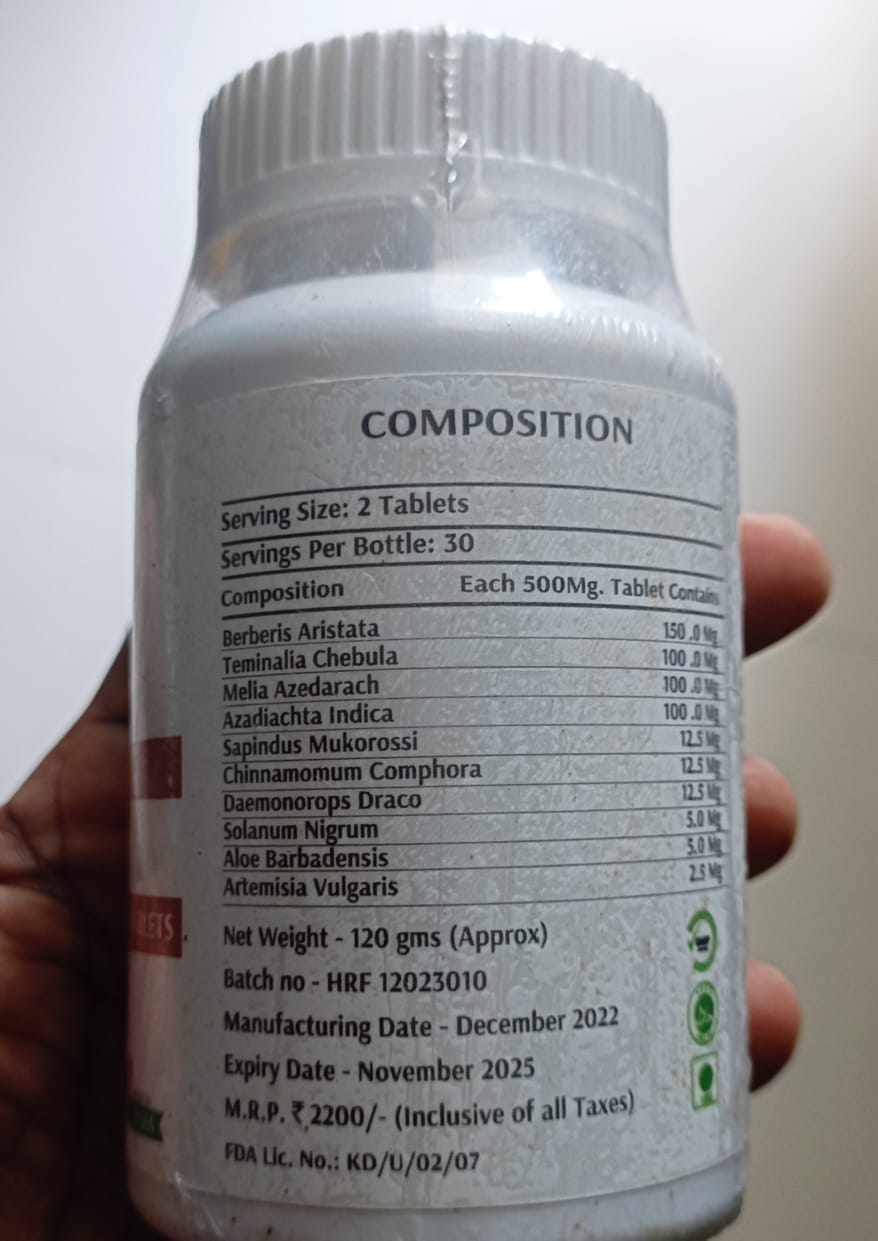 COMPOSITION
Serving Size: 2 Tablets
Servings Per Bottle: 30
Composition Each 500Mg. Tablet Contains
Berberis Aristata 150 .0 Mg
Teminalia Chebula 100 .0 Mg
Melia Azedarach 100 .0 Mg
Azadiachta Indica 100 .0 Mg
Sapindus Mukorossi 12.5 Mg
Chinnamomum Comphora 12.5 Mg
Daemonorops Draco 12.5 Mg
Solanum Nigrum 5.0 Mg
Aloe Barbadensis 5.0 Mg
Artemisia Vulgaris 2.5 Mg
Net Weight - 120 gms (Approx)
Batch no - HRF 12023010
Manufacturing Date - December 2022
Expiry Date - November 2025
M.R.P. ₹ 2200/- (Inclusive of all Taxes)
FDA Lic. No.: KD/U/02/07